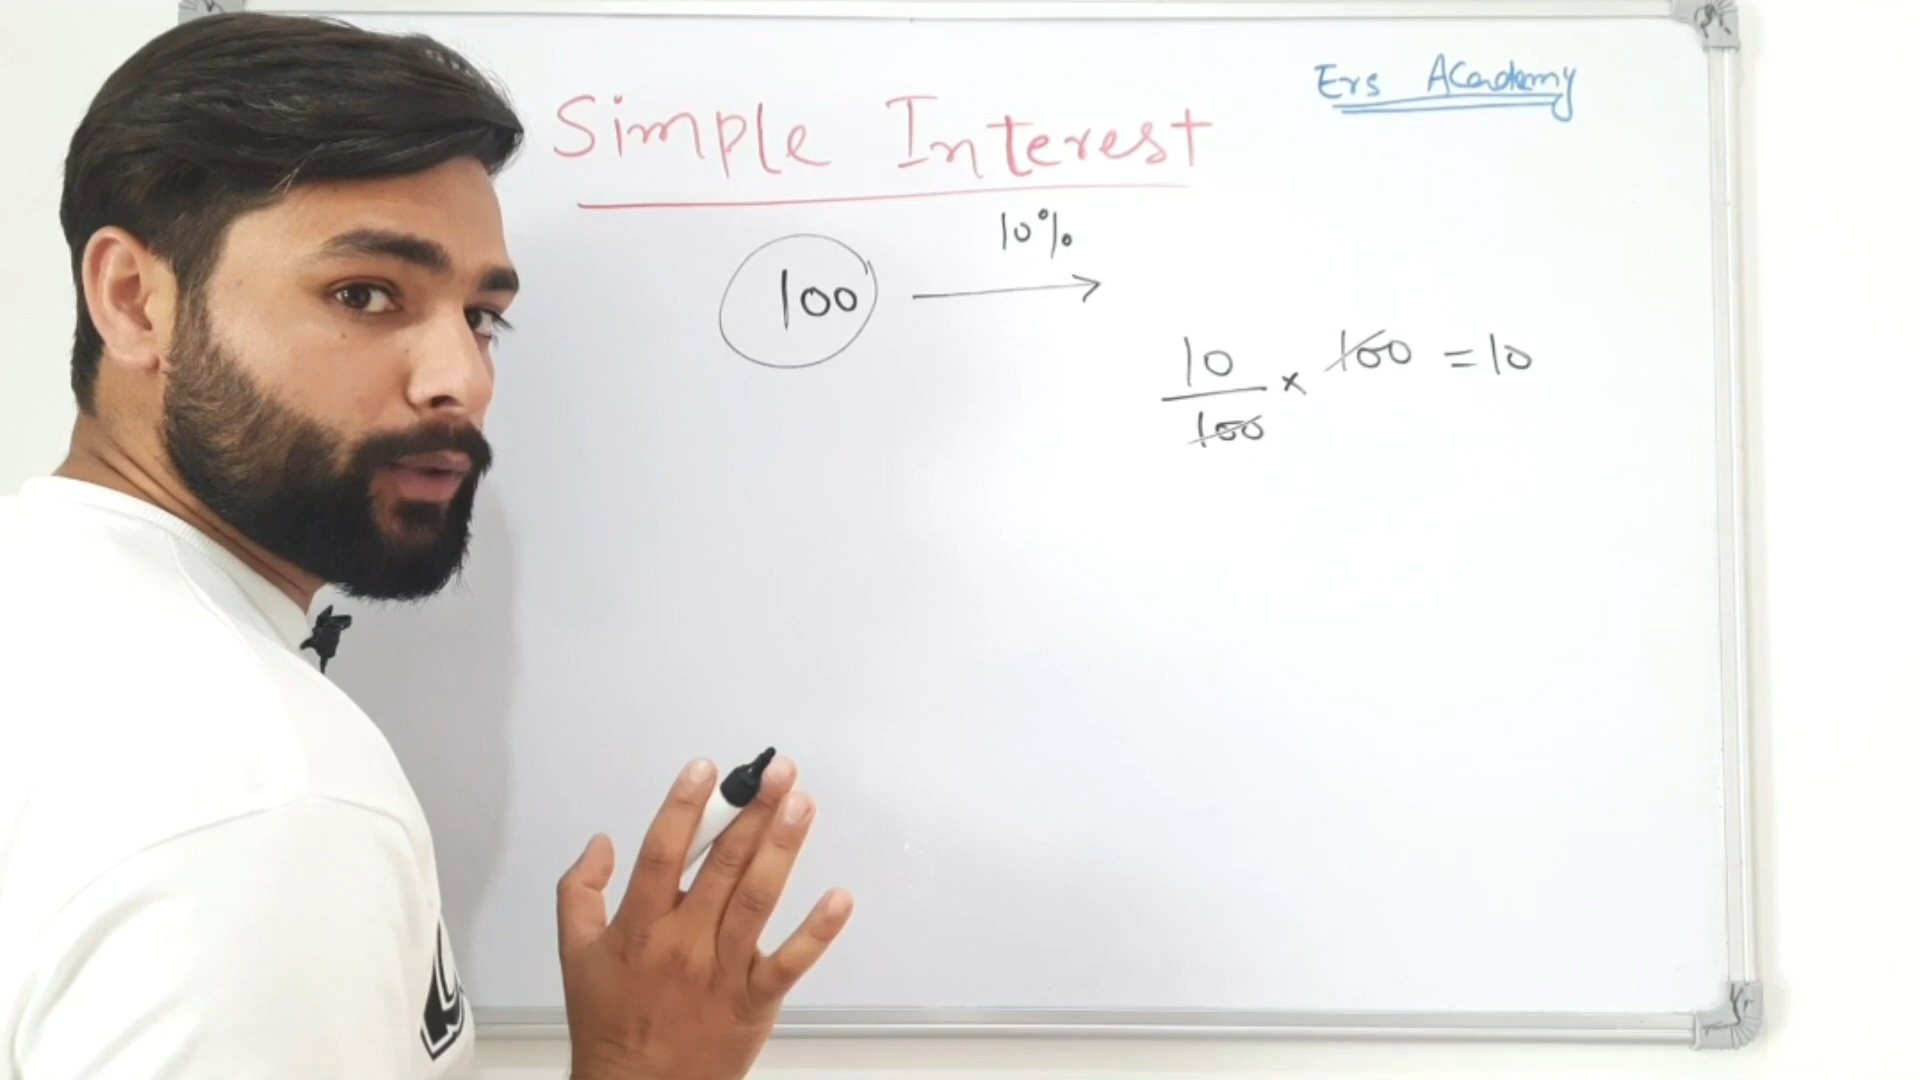 Ers Academy
Simple Interest
10%
100 →
10/100 × 100 = 10